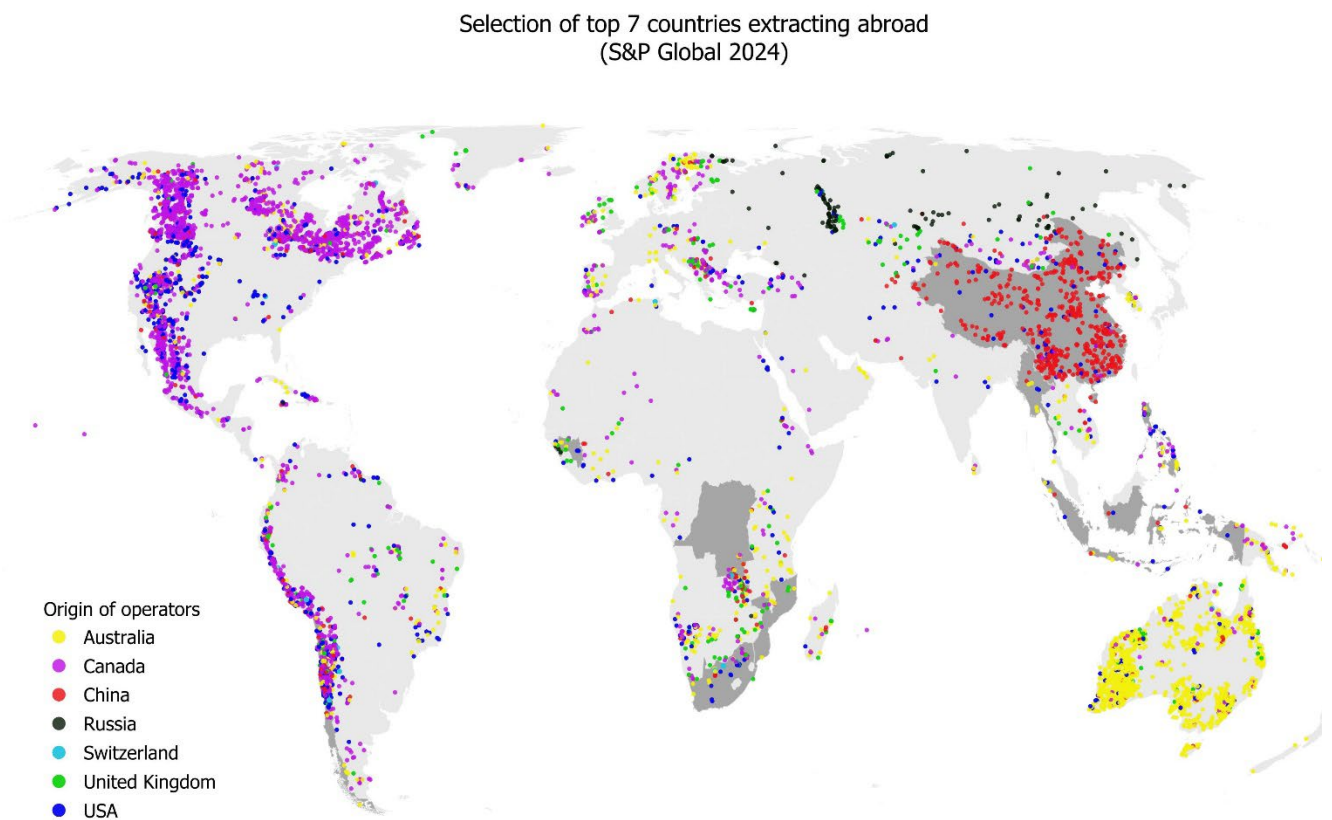 Selection of top 7 countries extracting abroad
(S&P Global 2024)
Origin of operators
Australia
Canada
China
Russia
Switzerland
United Kingdom
USA